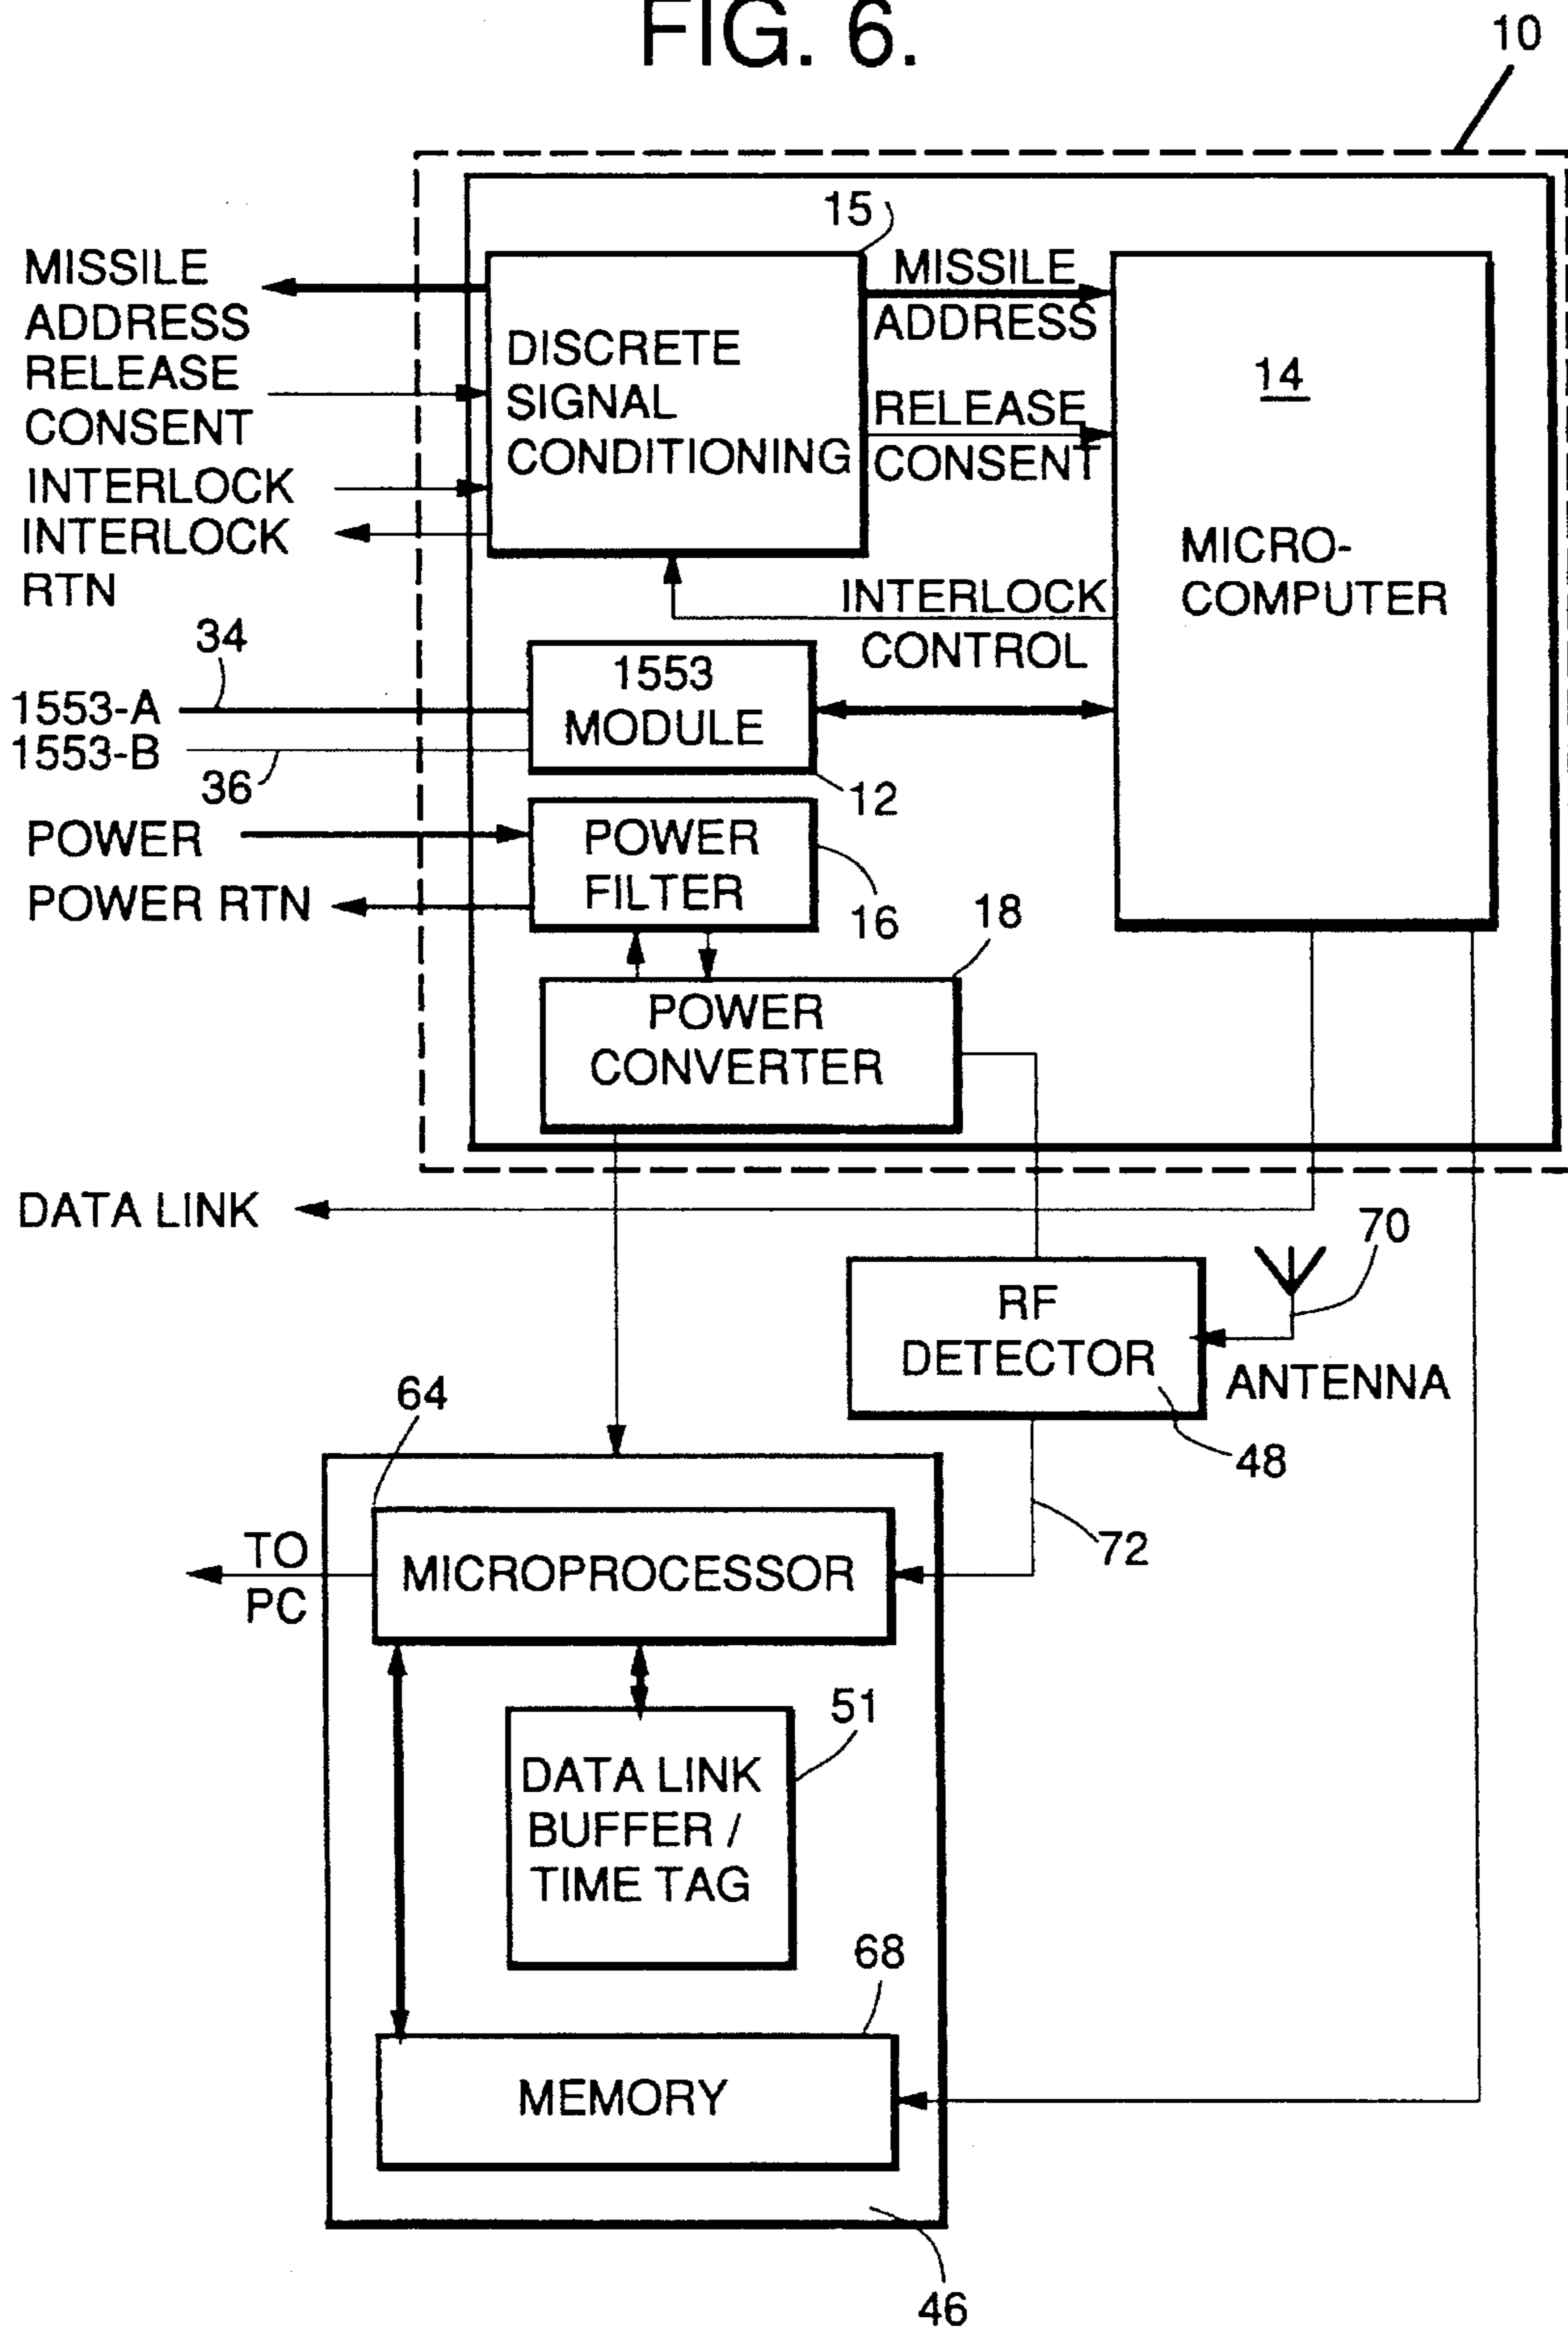 FIG. 6.
10
15
MISSILE
ADDRESS
RELEASE
CONSENT
INTERLOCK
INTERLOCK
RTN
DISCRETE
SIGNAL
CONDITIONING
MISSILE
ADDRESS
RELEASE
CONSENT
14
MICRO-
COMPUTER
INTERLOCK
CONTROL
34
1553-A
1553-B
36
1553
MODULE
12
POWER
POWER RTN
POWER
FILTER
16
18
POWER
CONVERTER
DATA LINK
70
RF
DETECTOR
ANTENNA
48
64
TO
PC
MICROPROCESSOR
72
51
DATA LINK
BUFFER /
TIME TAG
68
MEMORY
46